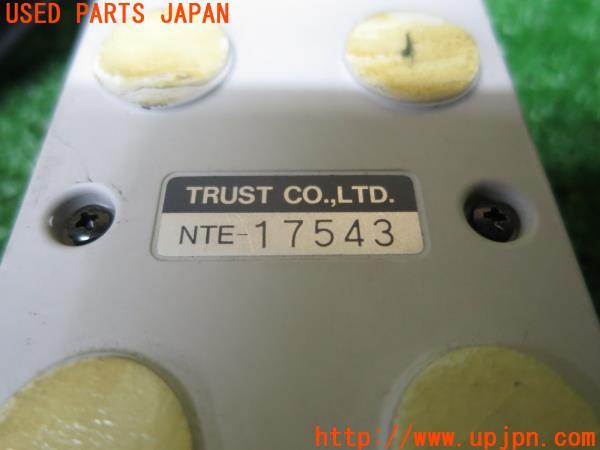 USED PARTS JAPAN
TRUST CO.,LTD.
NTE-17543
http://www.upjpn.com/